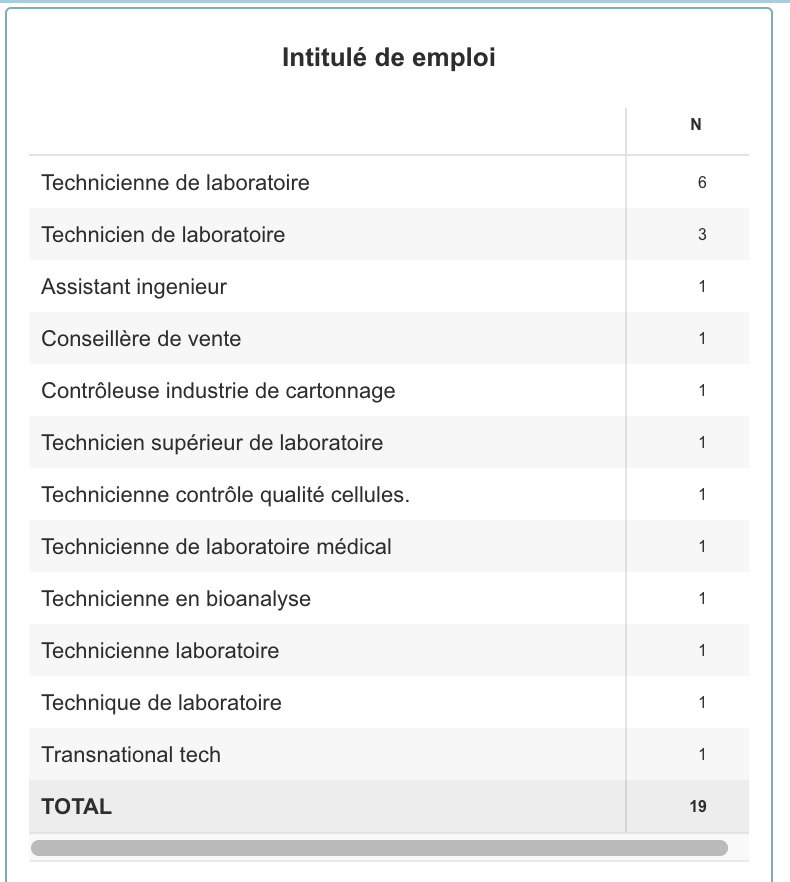 Intitulé de emploi
N
Technicienne de laboratoire 6
Technicien de laboratoire 3
Assistant ingenieur 1
Conseillère de vente 1
Contrôleuse industrie de cartonnage 1
Technicien supérieur de laboratoire 1
Technicienne contrôle qualité cellules. 1
Technicienne de laboratoire médical 1
Technicienne en bioanalyse 1
Technicienne laboratoire 1
Technique de laboratoire 1
Transnational tech 1
TOTAL 19